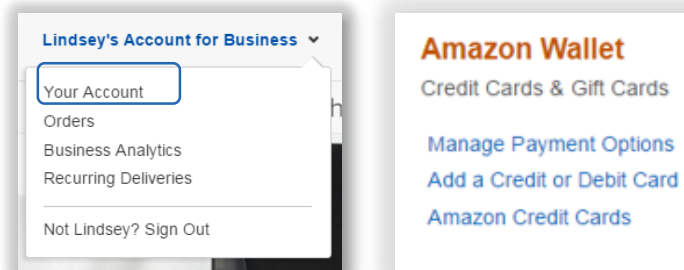 Lindsey's Account for Business
Your Account
Orders
Business Analytics
Recurring Deliveries
Not Lindsey? Sign Out
Amazon Wallet
Credit Cards & Gift Cards
Manage Payment Options
Add a Credit or Debit Card
Amazon Credit Cards